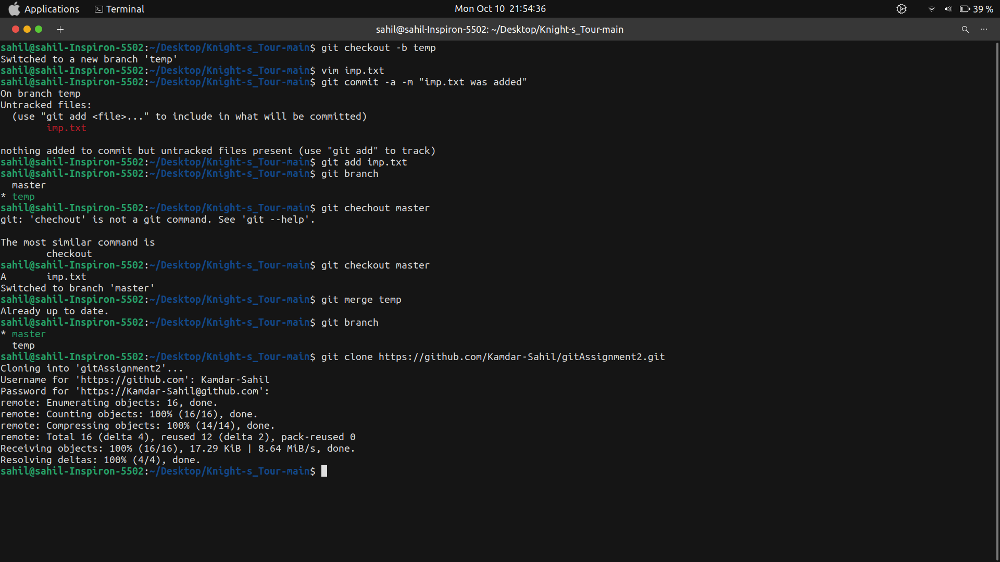 Applications Terminal Mon Oct 10 21:54:36 39 %
sahil@sahil-Inspiron-5502: ~/Desktop/Knight-s_Tour-main
sahil@sahil-Inspiron-5502:~/Desktop/Knight-s_Tour-main$ git checkout -b temp
Switched to a new branch 'temp'
sahil@sahil-Inspiron-5502:~/Desktop/Knight-s_Tour-main$ vim imp.txt
sahil@sahil-Inspiron-5502:~/Desktop/Knight-s_Tour-main$ git commit -a -m "imp.txt was added"
On branch temp
Untracked files:
  (use "git add <file>..." to include in what will be committed)
        imp.txt

nothing added to commit but untracked files present (use "git add" to track)
sahil@sahil-Inspiron-5502:~/Desktop/Knight-s_Tour-main$ git add imp.txt
sahil@sahil-Inspiron-5502:~/Desktop/Knight-s_Tour-main$ git branch
  master
* temp
sahil@sahil-Inspiron-5502:~/Desktop/Knight-s_Tour-main$ git chechout master
git: 'chechout' is not a git command. See 'git --help'.

The most similar command is
        checkout
sahil@sahil-Inspiron-5502:~/Desktop/Knight-s_Tour-main$ git checkout master
A       imp.txt
Switched to branch 'master'
sahil@sahil-Inspiron-5502:~/Desktop/Knight-s_Tour-main$ git merge temp
Already up to date.
sahil@sahil-Inspiron-5502:~/Desktop/Knight-s_Tour-main$ git branch
* master
  temp
sahil@sahil-Inspiron-5502:~/Desktop/Knight-s_Tour-main$ git clone https://github.com/Kamdar-Sahil/gitAssignment2.git
Cloning into 'gitAssignment2'...
Username for 'https://github.com': Kamdar-Sahil
Password for 'https://Kamdar-Sahil@github.com':
remote: Enumerating objects: 16, done.
remote: Counting objects: 100% (16/16), done.
remote: Compressing objects: 100% (14/14), done.
remote: Total 16 (delta 4), reused 12 (delta 2), pack-reused 0
Receiving objects: 100% (16/16), 17.29 KiB | 8.64 MiB/s, done.
Resolving deltas: 100% (4/4), done.
sahil@sahil-Inspiron-5502:~/Desktop/Knight-s_Tour-main$